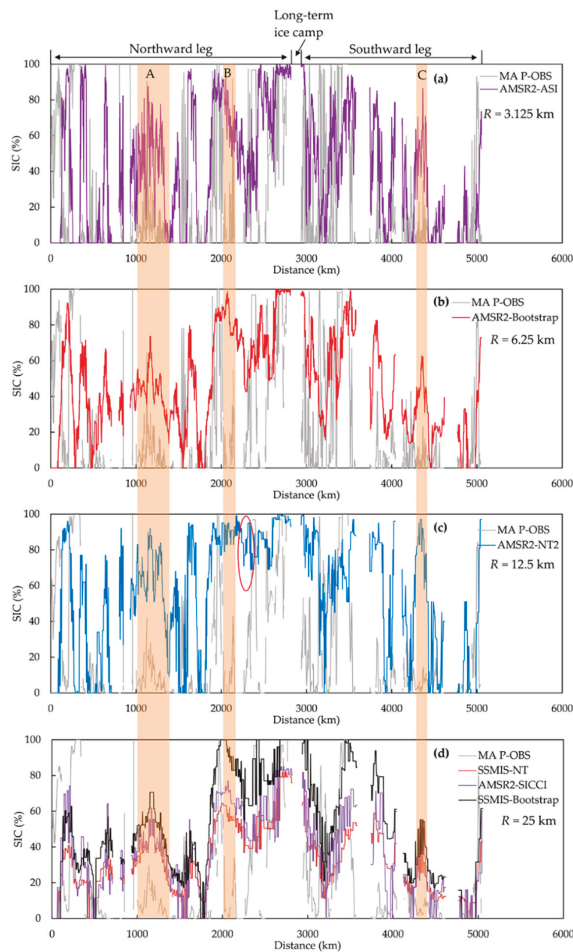 Long-term
ice camp
Northward leg
Southward leg
A
B
C
(a)
MA P-OBS
AMSR2-ASI
R = 3.125 km
SIC (%)
100
80
60
40
20
0
0 1000 2000 3000 4000 5000 6000
Distance (km)
(b)
MA P-OBS
AMSR2-Bootstrap
R = 6.25 km
SIC (%)
100
80
60
40
20
0
0 1000 2000 3000 4000 5000 6000
Distance (km)
(c)
MA P-OBS
AMSR2-NT2
R = 12.5 km
SIC (%)
100
80
60
40
20
0
0 1000 2000 3000 4000 5000 6000
Distance (km)
(d)
MA P-OBS
SSMIS-NT
AMSR2-SICCI
SSMIS-Bootstrap
R = 25 km
SIC (%)
100
80
60
40
20
0
0 1000 2000 3000 4000 5000 6000
Distance (km)